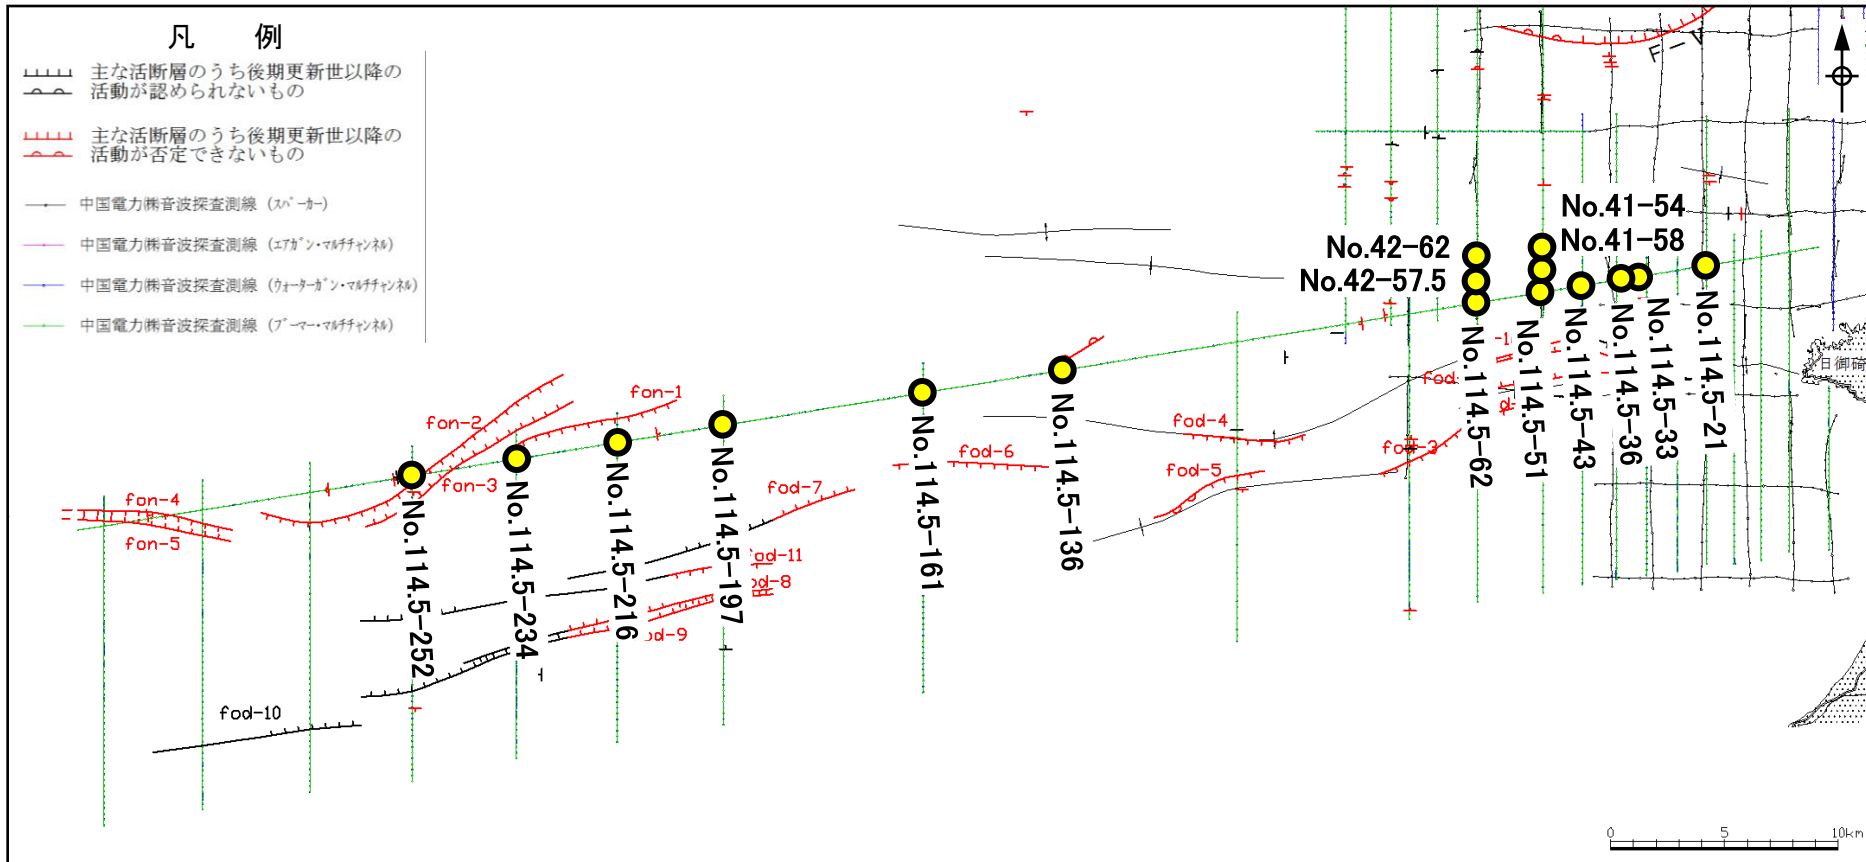 凡 例
主な活断層のうち後期更新世以降の
活動が認められないもの
主な活断層のうち後期更新世以降の
活動が否定できないもの
中国電力㈱音波探査測線 (ｽﾊﾟｰｶｰ)
中国電力㈱音波探査測線 (ｴｱｶﾞﾝ・ﾏﾙﾁﾁｬﾝﾈﾙ)
中国電力㈱音波探査測線 (ｳｫｰﾀｰｶﾞﾝ・ﾏﾙﾁﾁｬﾝﾈﾙ)
中国電力㈱音波探査測線 (ﾌﾞｰﾏｰ・ﾏﾙﾁﾁｬﾝﾈﾙ)
F-V
No.41-54
No.41-58
No.42-62
No.42-57.5
日御碕
fon-1
fon-2
fon-3
fon-4
fon-5
fod-4
fod-6
fod-5
fod-3
fod
fod-7
fod-11
od-8
od-9
fod-10
No.114.5-252
No.114.5-234
No.114.5-216
No.114.5-197
No.114.5-161
No.114.5-136
No.114.5-62
No.114.5-51
No.114.5-43
No.114.5-36
No.114.5-33
No.114.5-21
0 5 10km